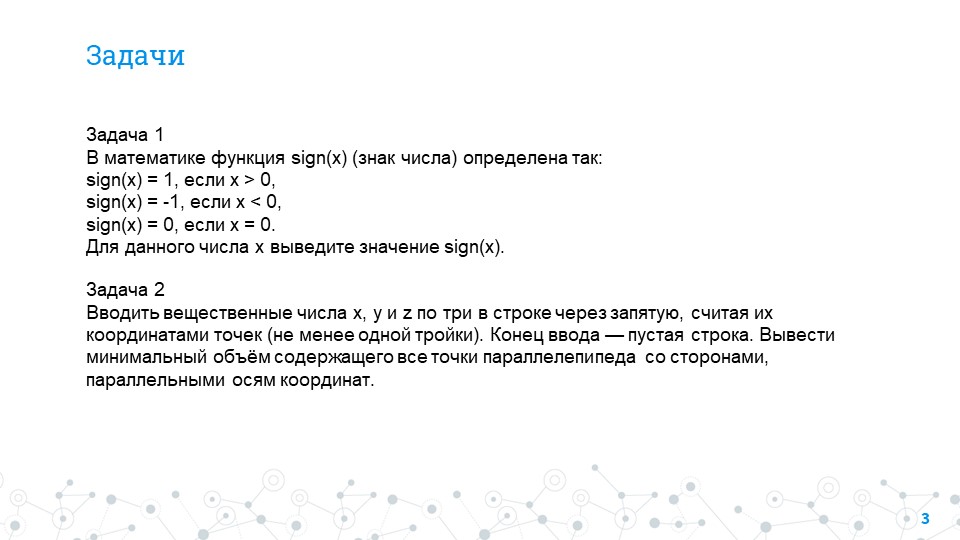 Задачи
Задача 1
В математике функция sign(x) (знак числа) определена так:
sign(x) = 1, если x > 0,
sign(x) = -1, если x < 0,
sign(x) = 0, если x = 0.
Для данного числа x выведите значение sign(x).
Задача 2
Вводить вещественные числа x, y и z по три в строке через запятую, считая их
координатами точек (не менее одной тройки). Конец ввода — пустая строка. Вывести
минимальный объём содержащего все точки параллелепипеда со сторонами,
параллельными осям координат.
3